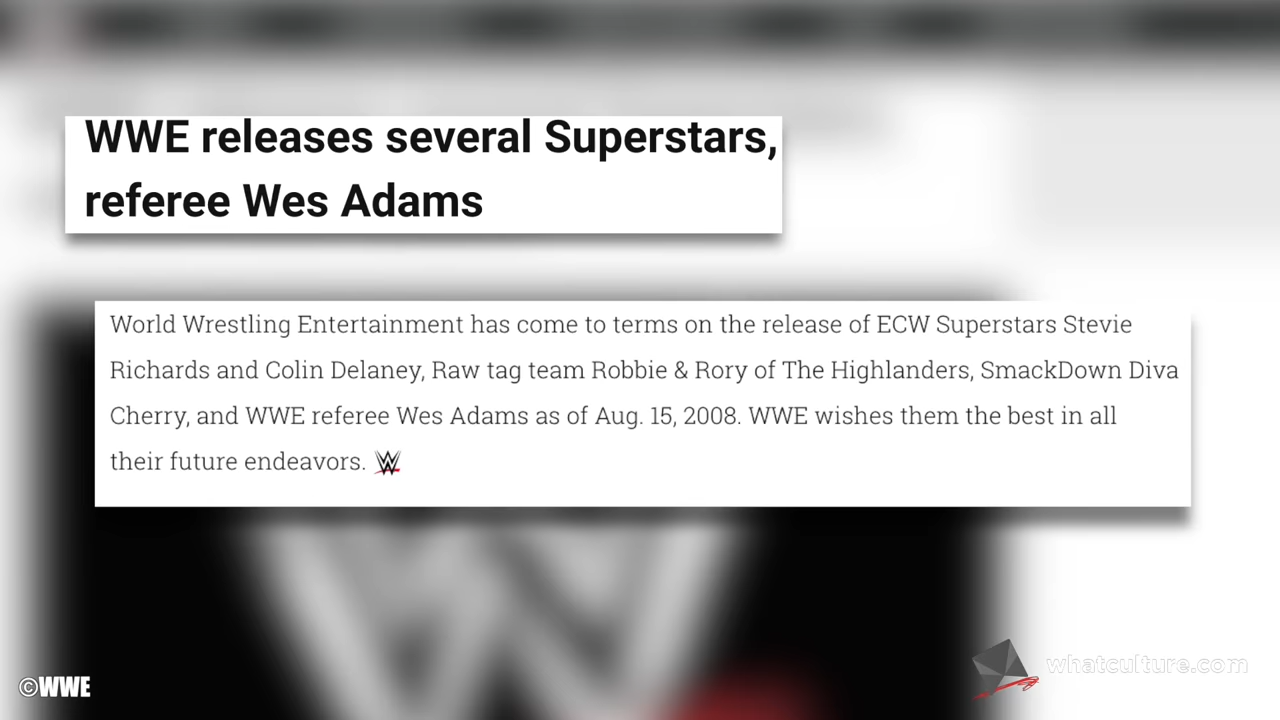 WWE releases several Superstars,
referee Wes Adams
World Wrestling Entertainment has come to terms on the release of ECW Superstars Stevie
Richards and Colin Delaney, Raw tag team Robbie & Rory of The Highlanders, SmackDown Diva
Cherry, and WWE referee Wes Adams as of Aug. 15, 2008. WWE wishes them the best in all
their future endeavors.
©WWE
whatculture.com